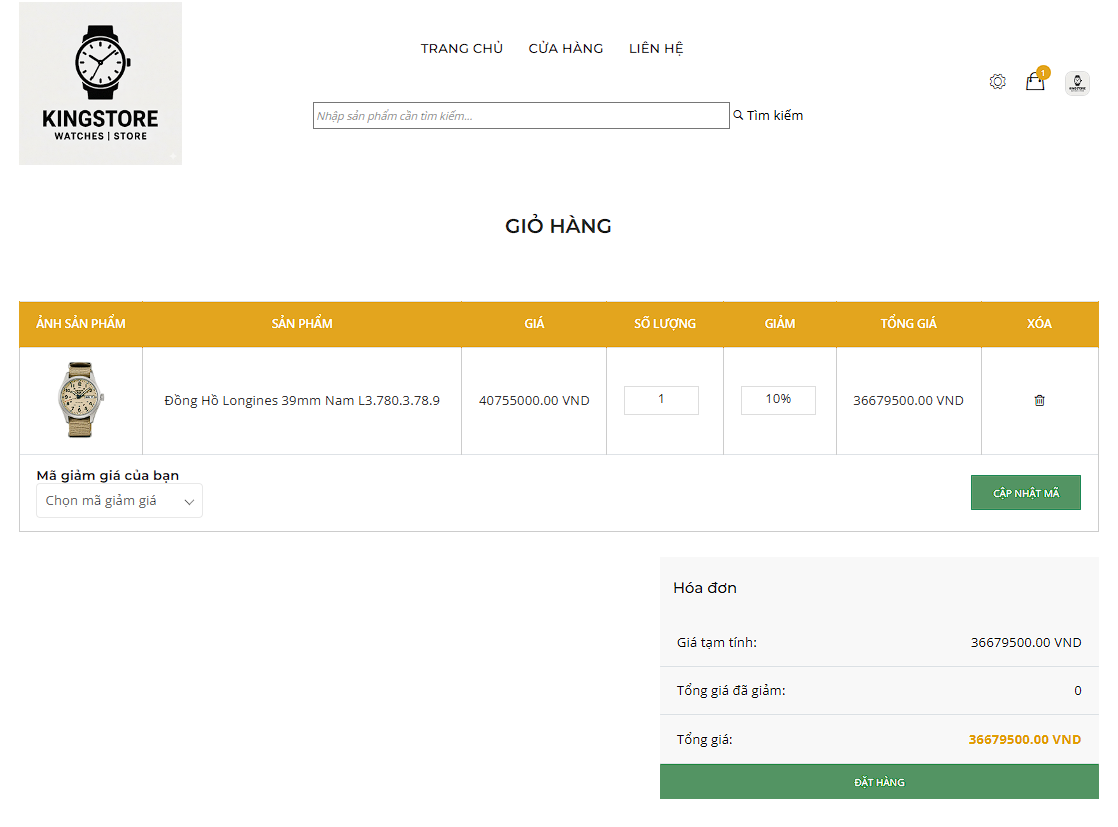 KINGSTORE
WATCHES | STORE
TRANG CHỦ CỬA HÀNG LIÊN HỆ
1
Nhập sản phẩm cần tìm kiếm...
Tìm kiếm
GIỎ HÀNG
ẢNH SẢN PHẨM SẢN PHẨM GIÁ SỐ LƯỢNG GIẢM TỔNG GIÁ XÓA
Đồng Hồ Longines 39mm Nam L3.780.3.78.9 40755000.00 VND 1 10% 36679500.00 VND
Mã giảm giá của bạn
Chọn mã giảm giá
CẬP NHẬT MÃ
Hóa đơn
Giá tạm tính: 36679500.00 VND
Tổng giá đã giảm: 0
Tổng giá: 36679500.00 VND
ĐẶT HÀNG